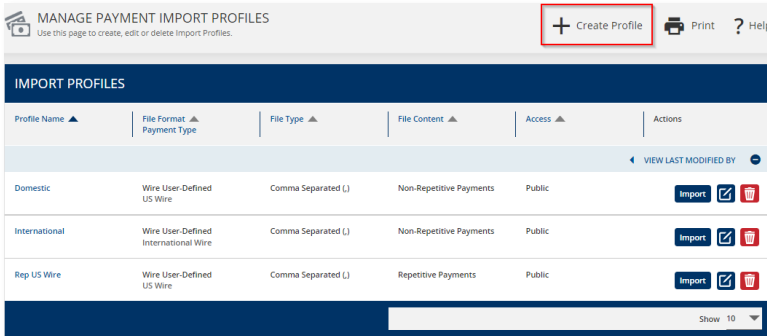 MANAGE PAYMENT IMPORT PROFILES
Use this page to create, edit or delete Import Profiles.
Create Profile
Print
? Help
IMPORT PROFILES
Profile Name
File Format
Payment Type
File Type
File Content
Access
Actions
VIEW LAST MODIFIED BY
Domestic
Wire User-Defined
US Wire
Comma Separated (,)
Non-Repetitive Payments
Public
Import
International
Wire User-Defined
International Wire
Comma Separated (,)
Non-Repetitive Payments
Public
Import
Rep US Wire
Wire User-Defined
US Wire
Comma Separated (,)
Repetitive Payments
Public
Import
Show 10